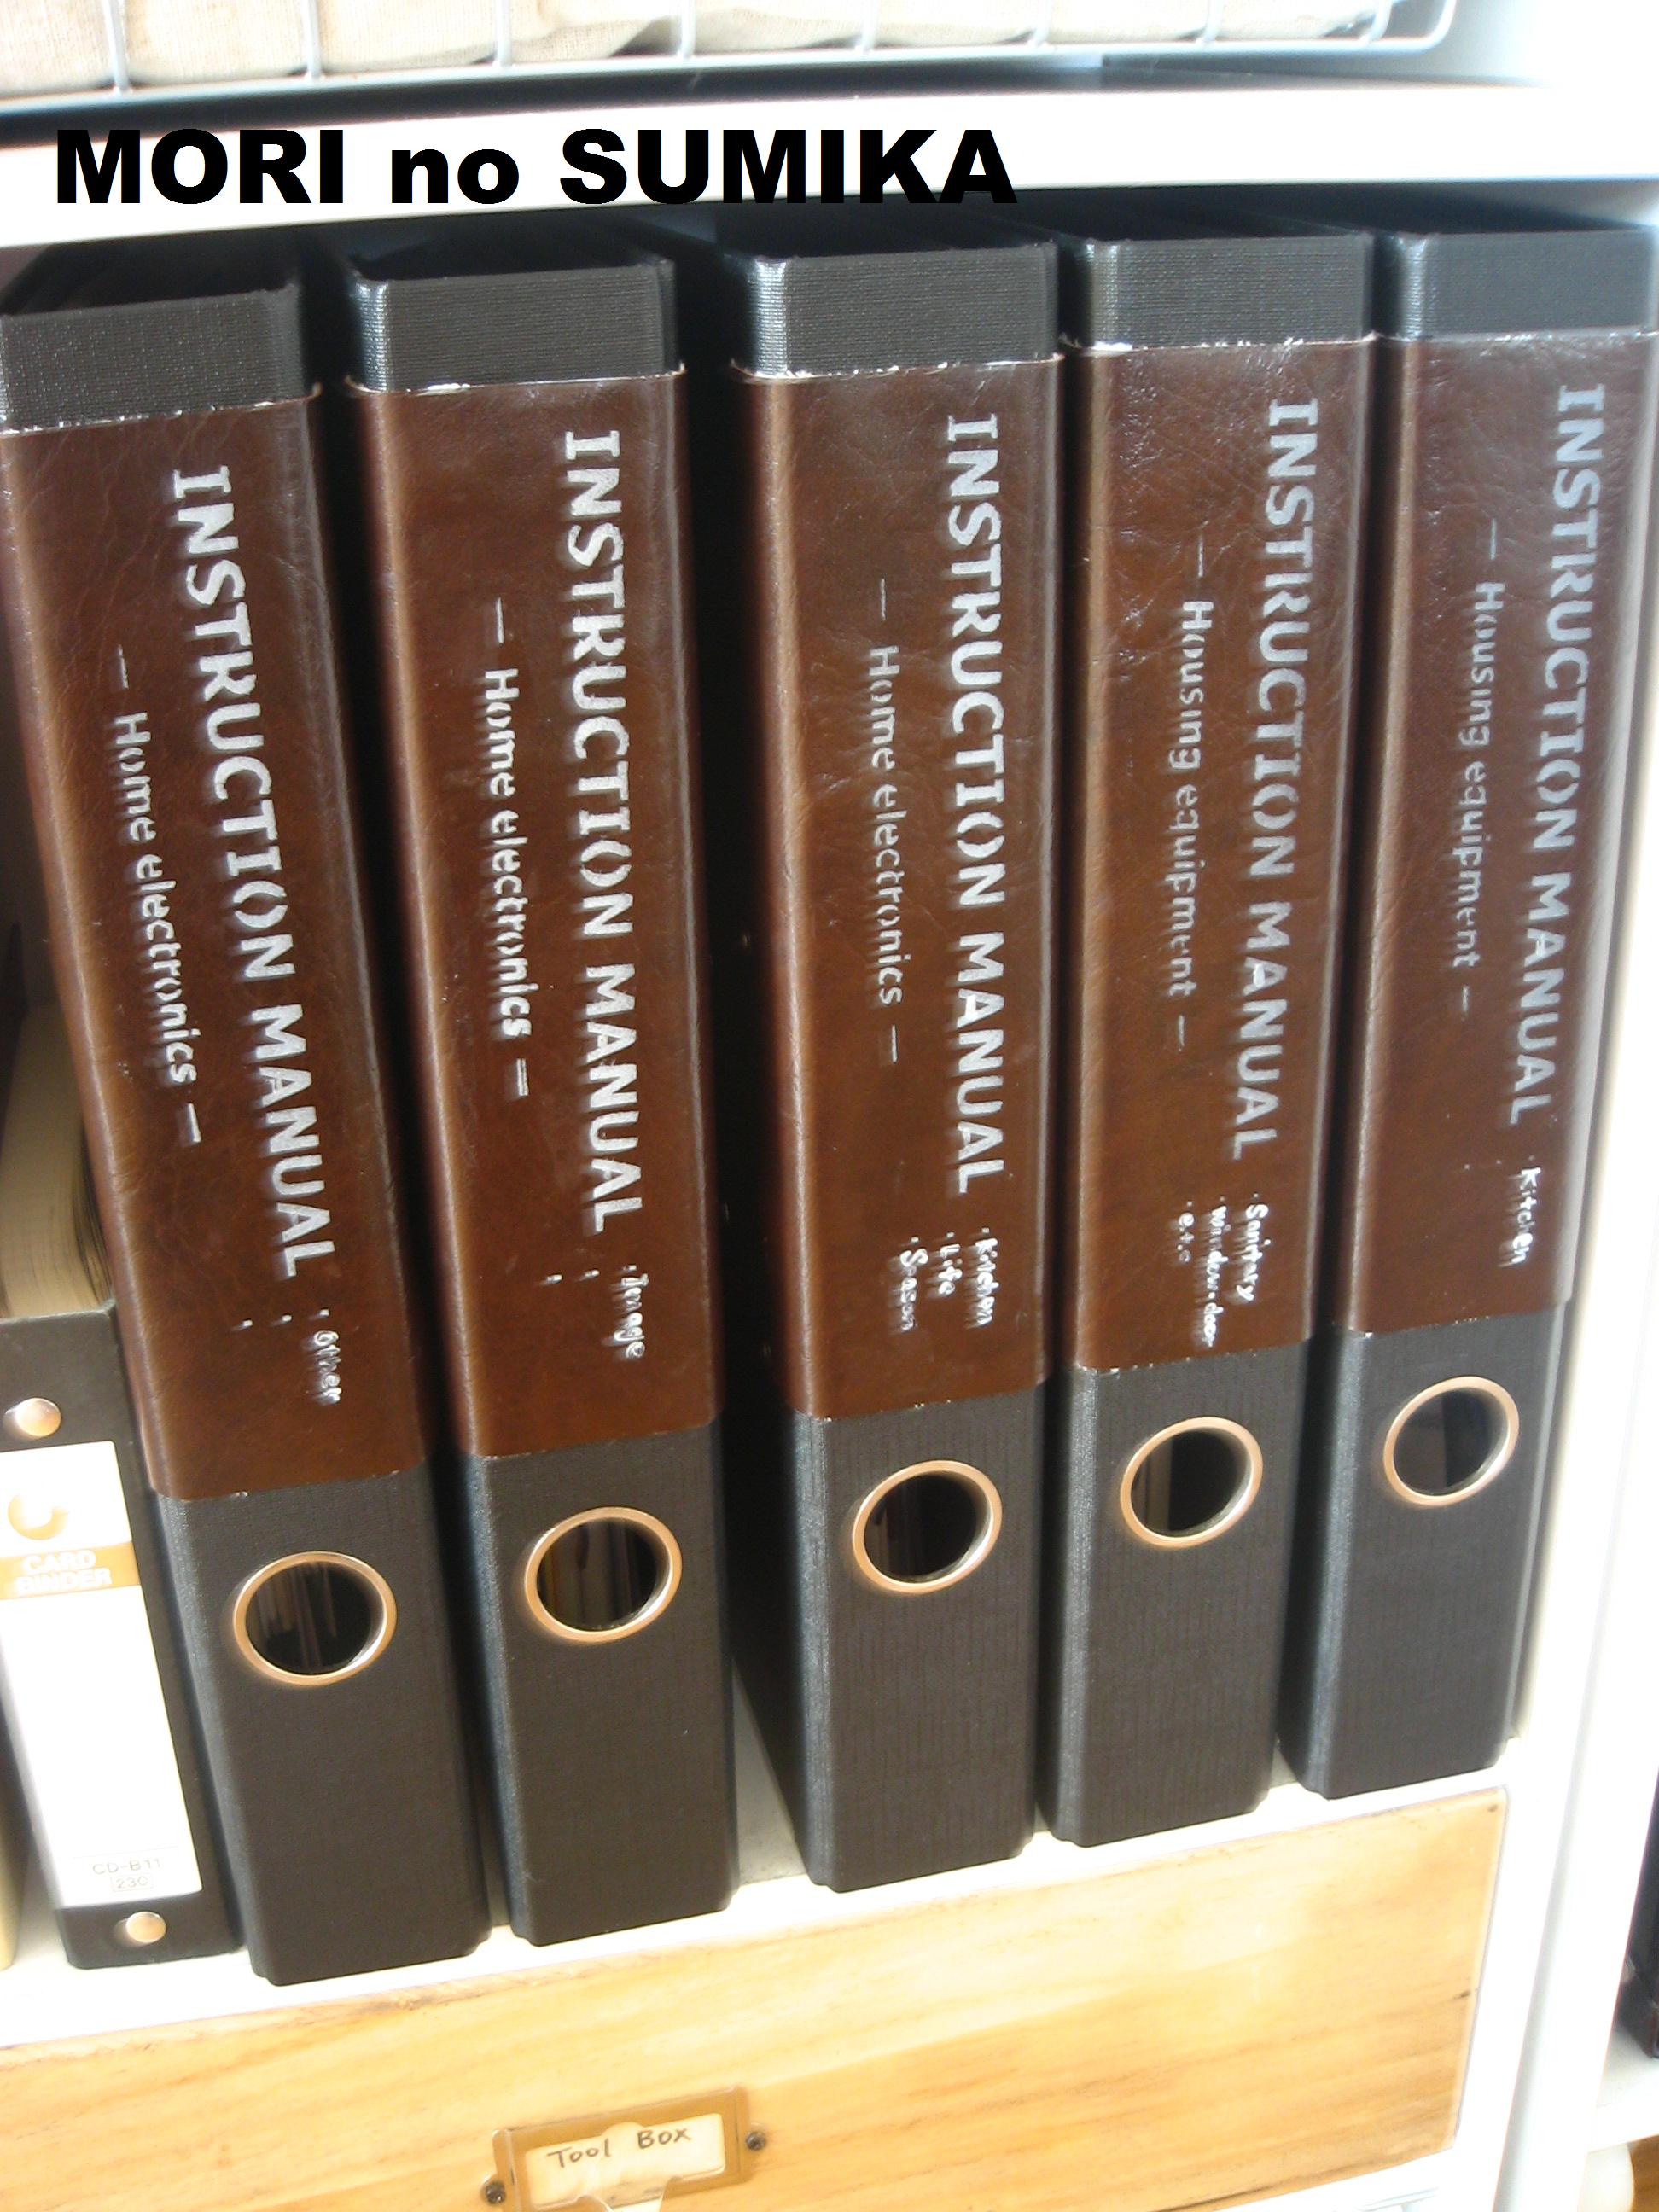 MORI no SUMIKA
INSTRUCTION MANUAL
— Home electronics —
· other
·
·
INSTRUCTION MANUAL
— Home electronics —
· Image
·
·
INSTRUCTION MANUAL
— Home electronics —
· Kitchen
· Life
· Season
INSTRUCTION MANUAL
— Housing equipment —
· Sanitary
· window · door
· e.t.c
INSTRUCTION MANUAL
— Housing equipment —
· Kitchen
CARD
BINDER
CD-B11
230
Tool Box